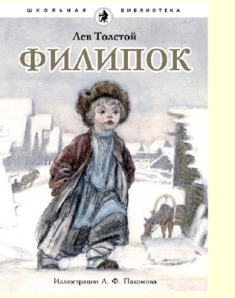 ШКОЛЬНАЯ БИБЛИОТЕКА
Лев Толстой
ФИЛИПОК
Иллюстрации А. Ф. Пахомова